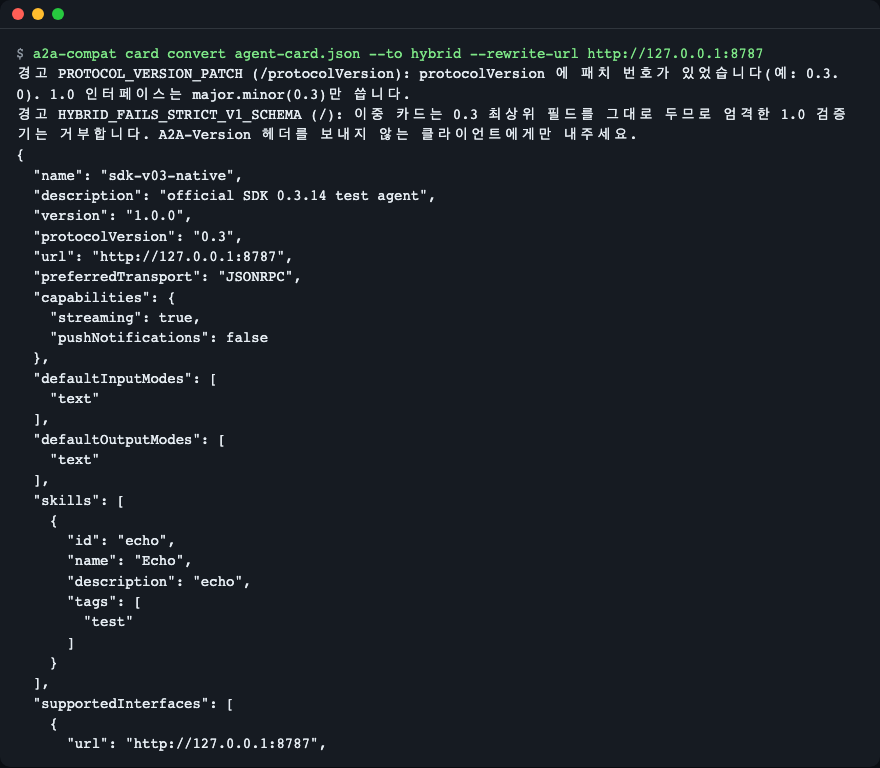 $ a2a-compat card convert agent-card.json --to hybrid --rewrite-url http://127.0.0.1:8787
경고 PROTOCOL_VERSION_PATCH (/protocolVersion): protocolVersion 에 패치 번호가 있었습니다(예: 0.3.
0). 1.0 인터페이스는 major.minor(0.3)만 씁니다.
경고 HYBRID_FAILS_STRICT_V1_SCHEMA (/): 이중 카드는 0.3 최상위 필드를 그대로 두므로 엄격한 1.0 검증
기는 거부합니다. A2A-Version 헤더를 보내지 않는 클라이언트에게만 내주세요.
{
  "name": "sdk-v03-native",
  "description": "official SDK 0.3.14 test agent",
  "version": "1.0.0",
  "protocolVersion": "0.3",
  "url": "http://127.0.0.1:8787",
  "preferredTransport": "JSONRPC",
  "capabilities": {
    "streaming": true,
    "pushNotifications": false
  },
  "defaultInputModes": [
    "text"
  ],
  "defaultOutputModes": [
    "text"
  ],
  "skills": [
    {
      "id": "echo",
      "name": "Echo",
      "description": "echo",
      "tags": [
        "test"
      ]
    }
  ],
  "supportedInterfaces": [
    {
      "url": "http://127.0.0.1:8787",